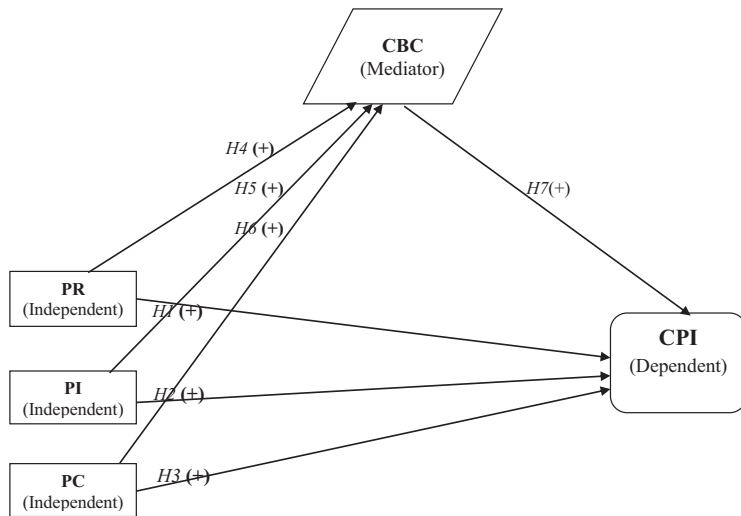 CBC
(Mediator)
H4 (+)
H5 (+)
H6 (+)
H7(+)
PR
(Independent)
H1 (+)
CPI
(Dependent)
PI
(Independent)
H2 (+)
PC
(Independent)
H3 (+)